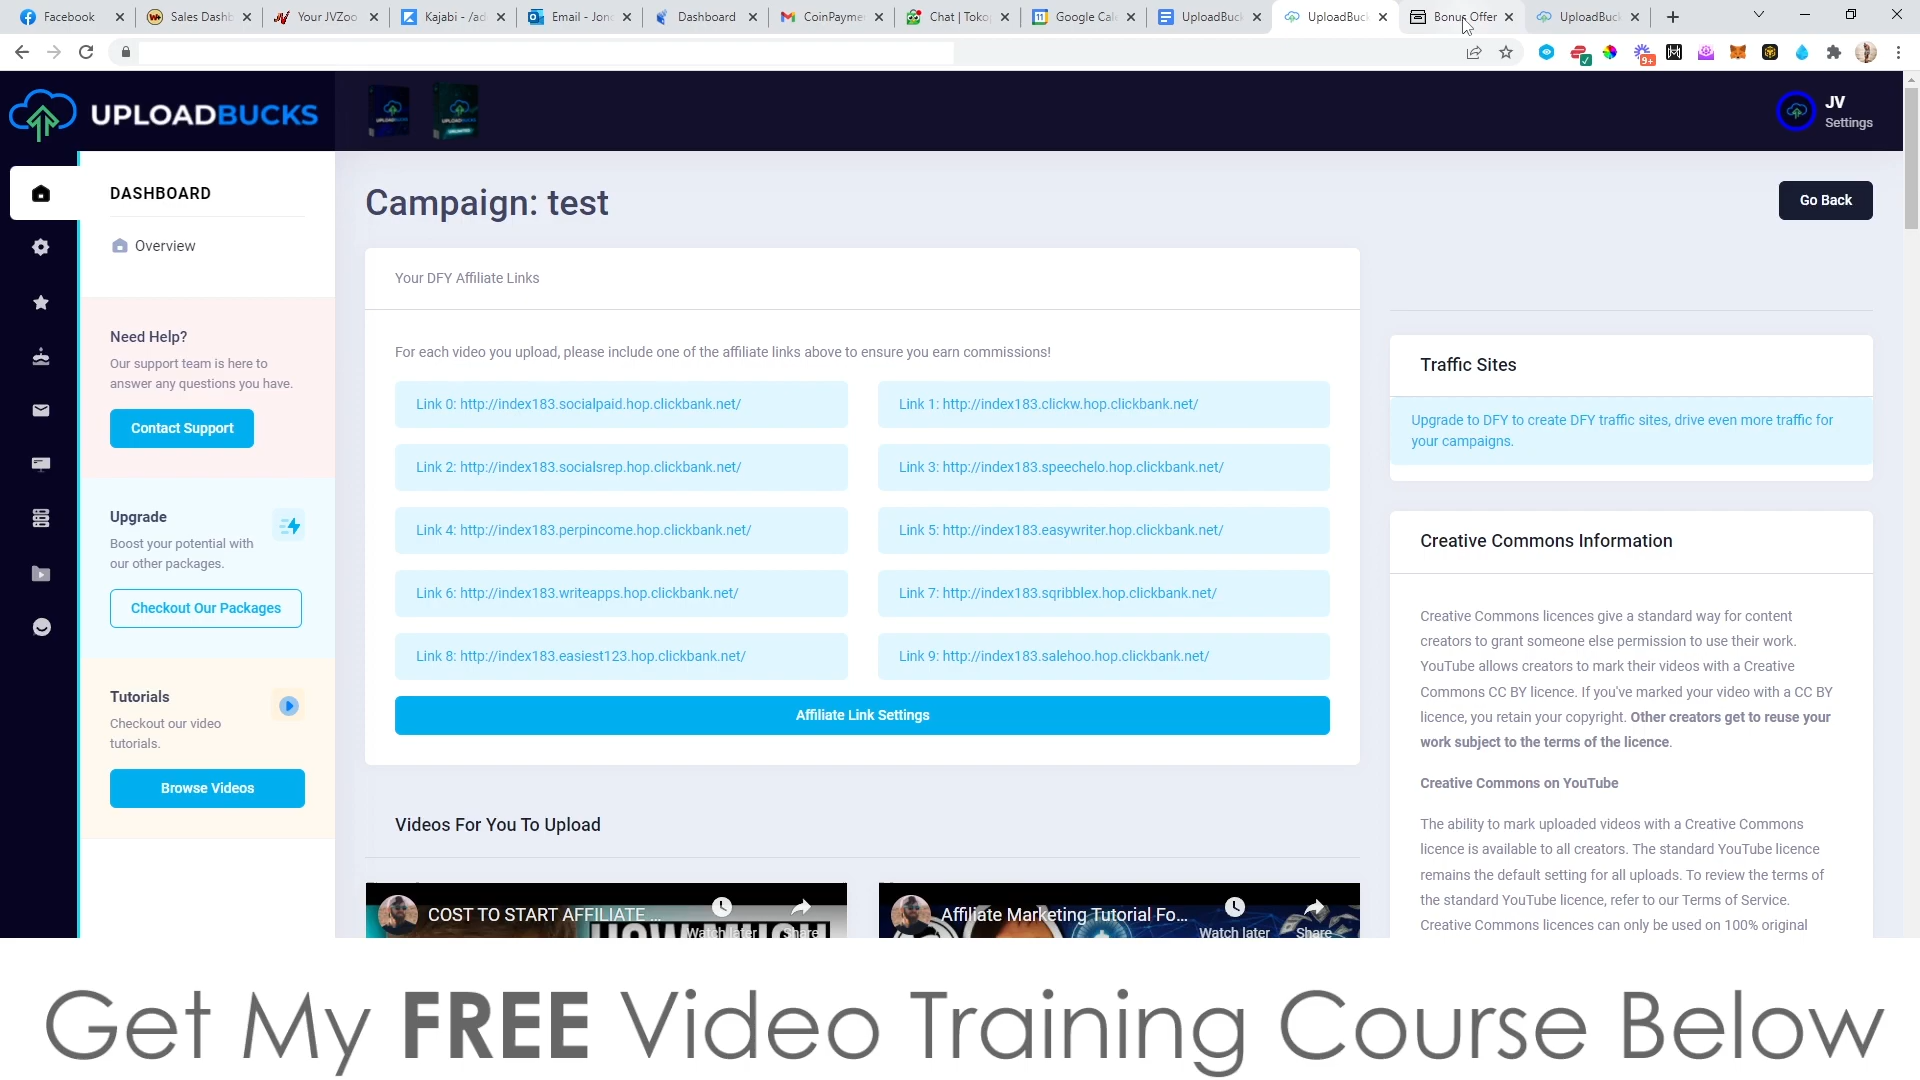 Facebook
Sales Dashb
Your JVZoo
Kajabi - /ad
Email - Jono
Dashboard
CoinPayme
Chat | Toko
Google Cal
UploadBuc
UploadBuck
Bonus Offer
UploadBuck
9+
UPLOADBUCKS
JV
Settings
DASHBOARD
Overview
Need Help?
Our support team is here to
answer any questions you have.
Contact Support
Upgrade
Boost your potential with
our other packages.
Checkout Our Packages
Tutorials
Checkout our video
tutorials.
Browse Videos
Campaign: test
Go Back
Your DFY Affiliate Links
For each video you upload, please include one of the affiliate links above to ensure you earn commissions!
Link 0: http://index183.socialpaid.hop.clickbank.net/
Link 1: http://index183.clickw.hop.clickbank.net/
Link 2: http://index183.socialsrep.hop.clickbank.net/
Link 3: http://index183.speechelo.hop.clickbank.net/
Link 4: http://index183.perpincome.hop.clickbank.net/
Link 5: http://index183.easywriter.hop.clickbank.net/
Link 6: http://index183.writeapps.hop.clickbank.net/
Link 7: http://index183.sqribblex.hop.clickbank.net/
Link 8: http://index183.easiest123.hop.clickbank.net/
Link 9: http://index183.salehoo.hop.clickbank.net/
Affiliate Link Settings
Videos For You To Upload
COST TO START AFFILIATE ...
Watch later
Share
Affiliate Marketing Tutorial Fo...
Watch later
Share
Traffic Sites
Upgrade to DFY to create DFY traffic sites, drive even more traffic for
your campaigns.
Creative Commons Information
Creative Commons licences give a standard way for content
creators to grant someone else permission to use their work.
YouTube allows creators to mark their videos with a Creative
Commons CC BY licence. If you've marked your video with a CC BY
licence, you retain your copyright. Other creators get to reuse your
work subject to the terms of the licence.
Creative Commons on YouTube
The ability to mark uploaded videos with a Creative Commons
licence is available to all creators. The standard YouTube licence
remains the default setting for all uploads. To review the terms of
the standard YouTube licence, refer to our Terms of Service.
Creative Commons licences can only be used on 100% original
Get My FREE Video Training Course Below